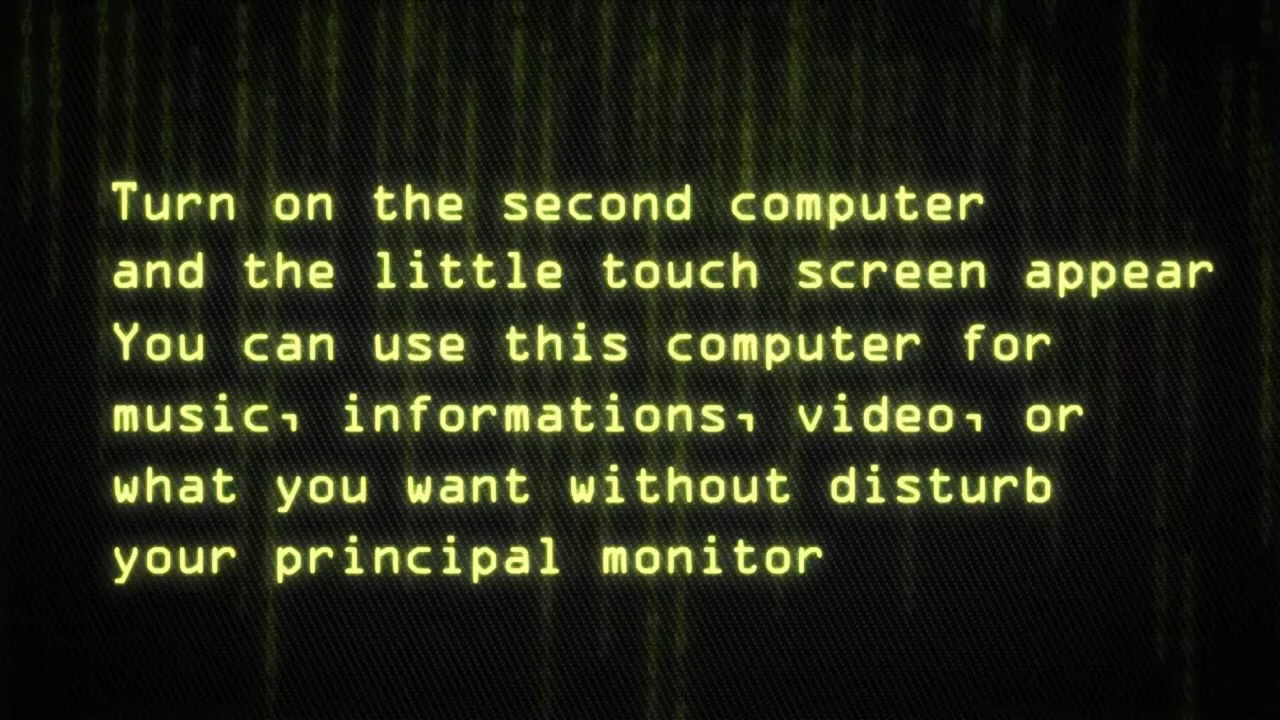 Turn on the second computer
and the little touch screen appear
You can use this computer for
music, informations, video, or
what you want without disturb
your principal monitor